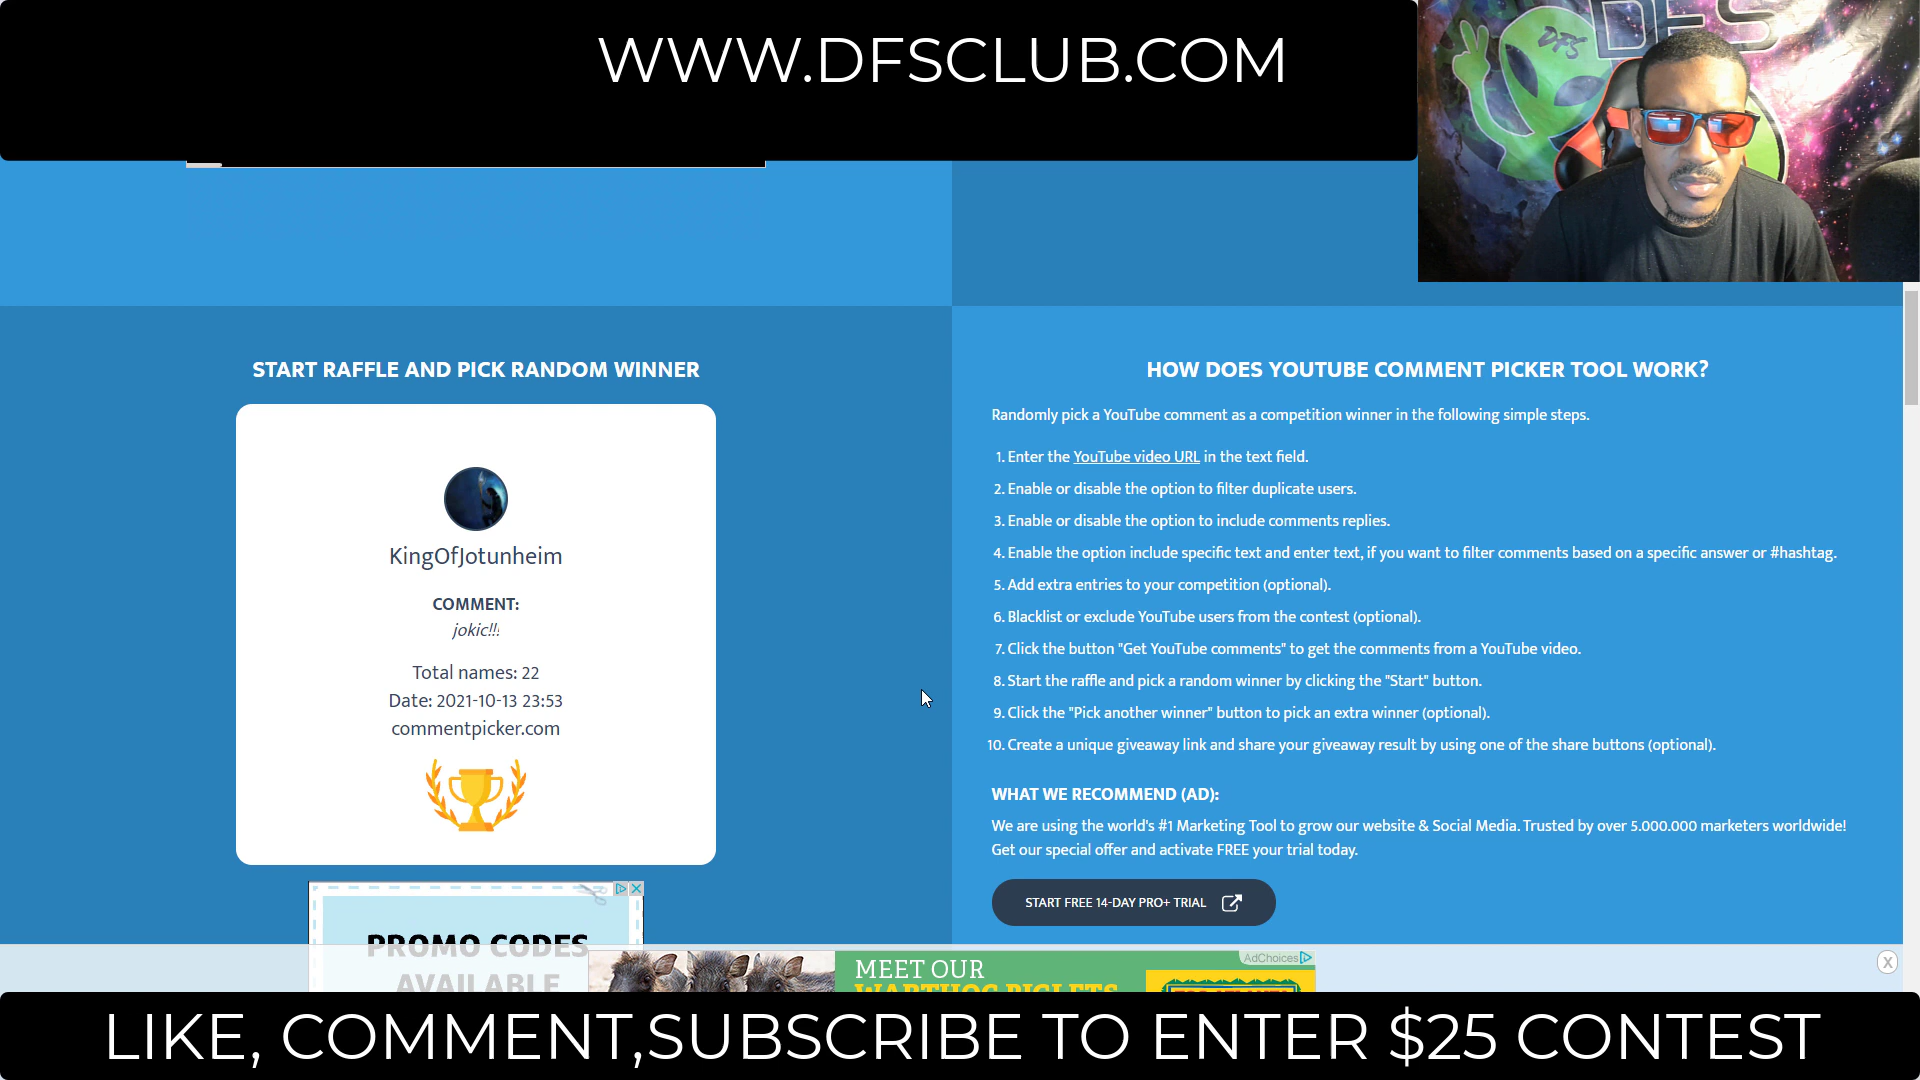 WWW.DFSCLUB.COM
DFS
DFS
START RAFFLE AND PICK RANDOM WINNER
KingOfJotunheim
COMMENT:
jokic!!!
Total names: 22
Date: 2021-10-13 23:53
commentpicker.com
PROMO CODES
AVAILABLE
HOW DOES YOUTUBE COMMENT PICKER TOOL WORK?
Randomly pick a YouTube comment as a competition winner in the following simple steps.
1. Enter the YouTube video URL in the text field.
2. Enable or disable the option to filter duplicate users.
3. Enable or disable the option to include comments replies.
4. Enable the option include specific text and enter text, if you want to filter comments based on a specific answer or #hashtag.
5. Add extra entries to your competition (optional).
6. Blacklist or exclude YouTube users from the contest (optional).
7. Click the button "Get YouTube comments" to get the comments from a YouTube video.
8. Start the raffle and pick a random winner by clicking the "Start" button.
9. Click the "Pick another winner" button to pick an extra winner (optional).
10. Create a unique giveaway link and share your giveaway result by using one of the share buttons (optional).
WHAT WE RECOMMEND (AD):
We are using the world's #1 Marketing Tool to grow our website & Social Media. Trusted by over 5.000.000 marketers worldwide!
Get our special offer and activate FREE your trial today.
START FREE 14-DAY PRO+ TRIAL
AdChoices
MEET OUR
WARTHOG PIGLETS
X
LIKE, COMMENT,SUBSCRIBE TO ENTER $25 CONTEST